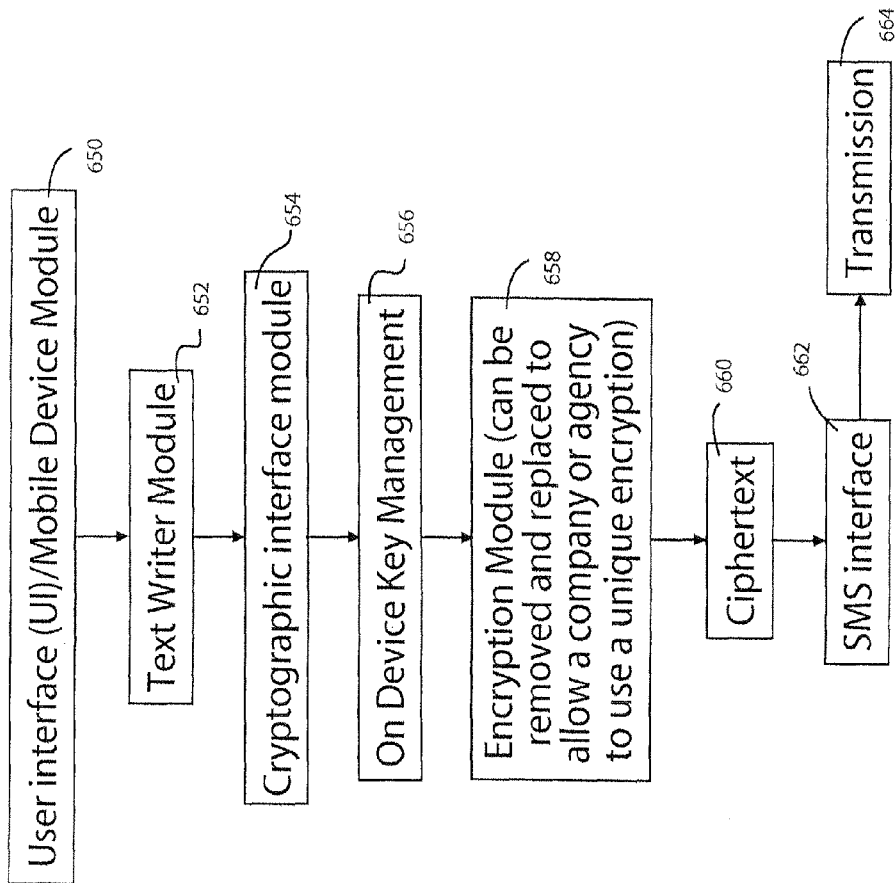 User interface (UI)/Mobile Device Module
650
Text Writer Module
652
Cryptographic interface module
654
On Device Key Management
656
Encryption Module (can be
removed and replaced to
allow a company or agency
to use a unique encryption)
658
Ciphertext
660
SMS interface
662
Transmission
664